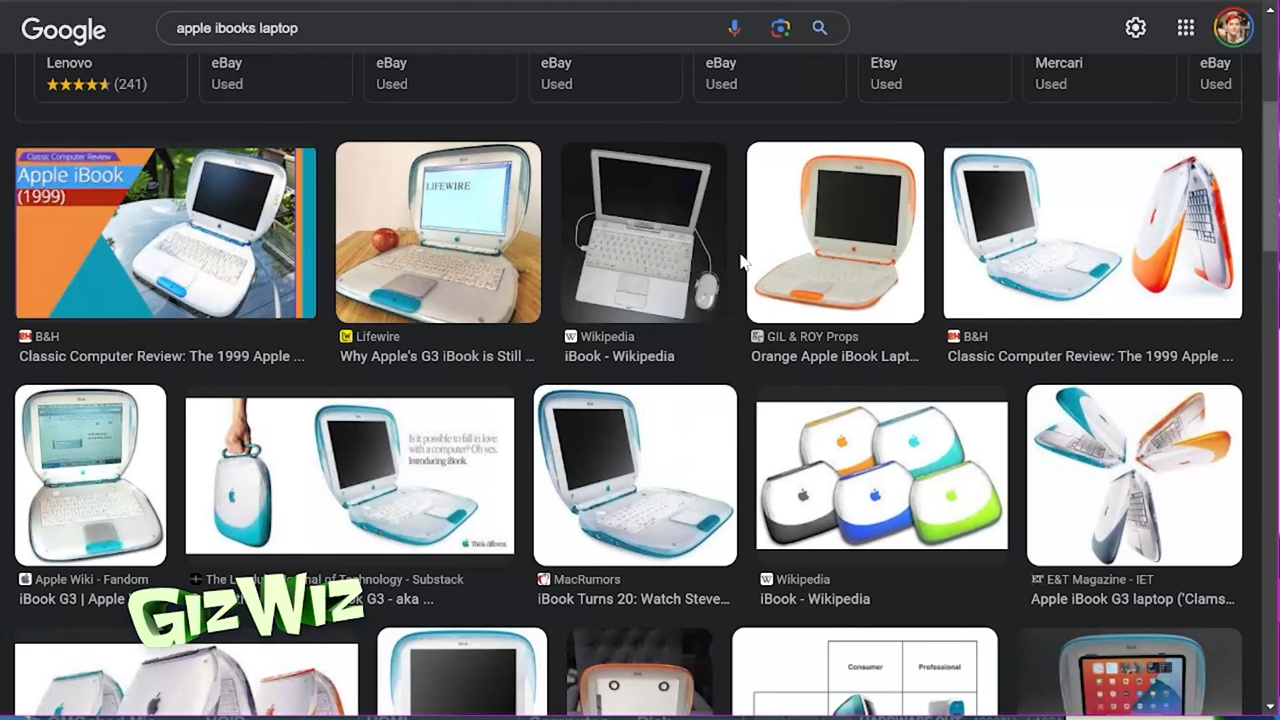 Google
apple ibooks laptop
Lenovo
(241)
eBay
Used
eBay
Used
eBay
Used
eBay
Used
Etsy
Used
Mercari
Used
eBay
Used
Classic Computer Review
Apple iBook
(1999)
LIFEWIRE
B&H
Classic Computer Review: The 1999 Apple ...
Lifewire
Why Apple's G3 iBook is Still ...
Wikipedia
iBook - Wikipedia
GIL & ROY Props
Orange Apple iBook Lapt...
B&H
Classic Computer Review: The 1999 Apple ...
Is it possible to fall in love
with a computer? Oh yes.
Introducing iBook.
Think different.
Apple Wiki - Fandom
iBook G3 | Apple
of Technology - Substack
G3 - aka ...
MacRumors
iBook Turns 20: Watch Steve...
Wikipedia
iBook - Wikipedia
E&T Magazine - IET
Apple iBook G3 laptop ('Clams...
GIZWIZ
Consumer
Professional